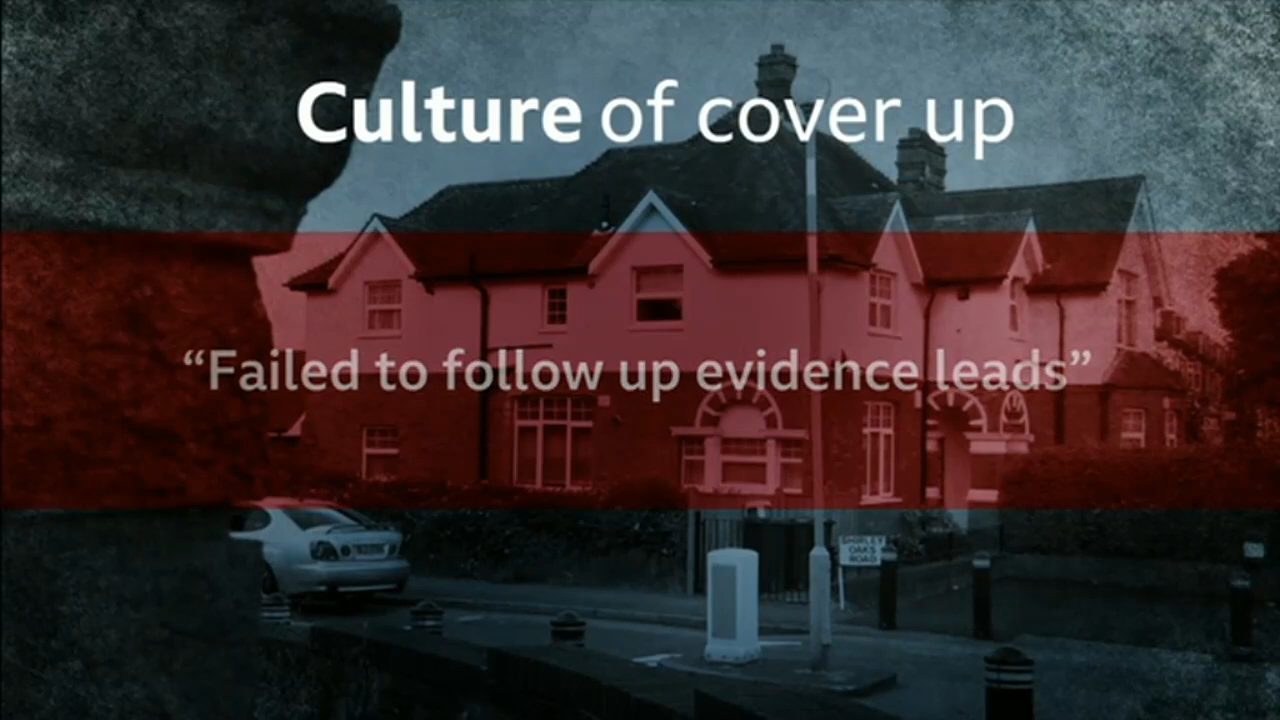 Culture of cover up
“Failed to follow up evidence leads”
SHIRLEY
OAKS
ROAD